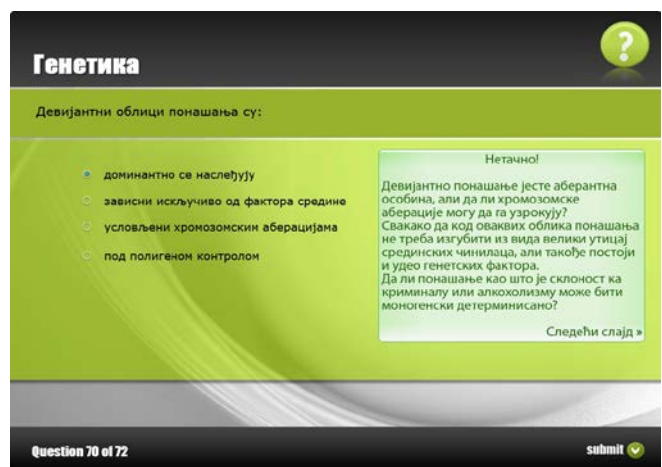 Генетика
?
Девијантни облици понашања су:
доминантно се наслеђују
зависни искључиво од фактора средине
условљени хромозомским аберацијама
под полигеном контролом
Нетачно!
Девијантно понашање јесте аберантна
особина, али да ли хромозомске
аберације могу да га узрокују?
Свакако да код оваквих облика понашања
не треба изгубити из вида велики утицај
срединских чинилаца, али такође постоји
и удео генетских фактора.
Да ли понашање као што је склоност ка
криминалу или алкохолизму може бити
моногенски детерминисано?
Следећи слајд »
Question 70 of 72
submit